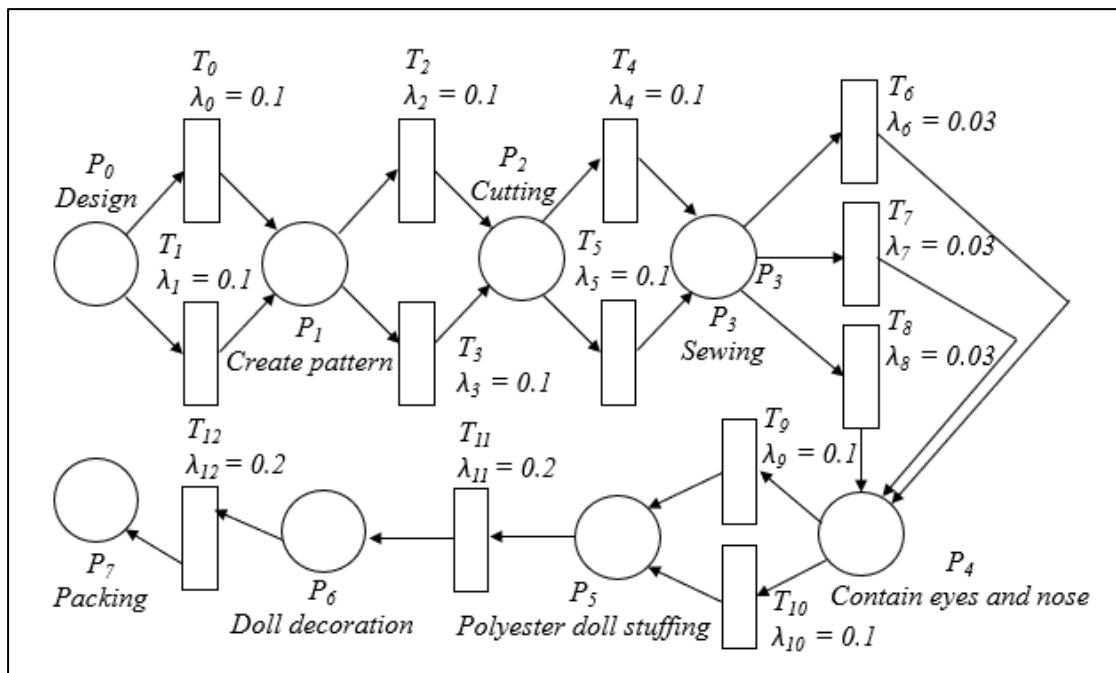 T₀
λ₀ = 0.1
T₂
λ₂ = 0.1
T₄
λ₄ = 0.1
T₆
λ₆ = 0.03
P₀
Design
P₂
Cutting
T₁
λ₁ = 0.1
T₅
λ₅ = 0.1
T₇
λ₇ = 0.03
P₃
P₁
Create pattern
T₃
λ₃ = 0.1
P₃
Sewing
T₈
λ₈ = 0.03
T₁₂
λ₁₂ = 0.2
T₁₁
λ₁₁ = 0.2
T₉
λ₉ = 0.1
P₇
Packing
P₆
Doll decoration
P₅
Polyester doll stuffing
T₁₀
λ₁₀ = 0.1
P₄
Contain eyes and nose